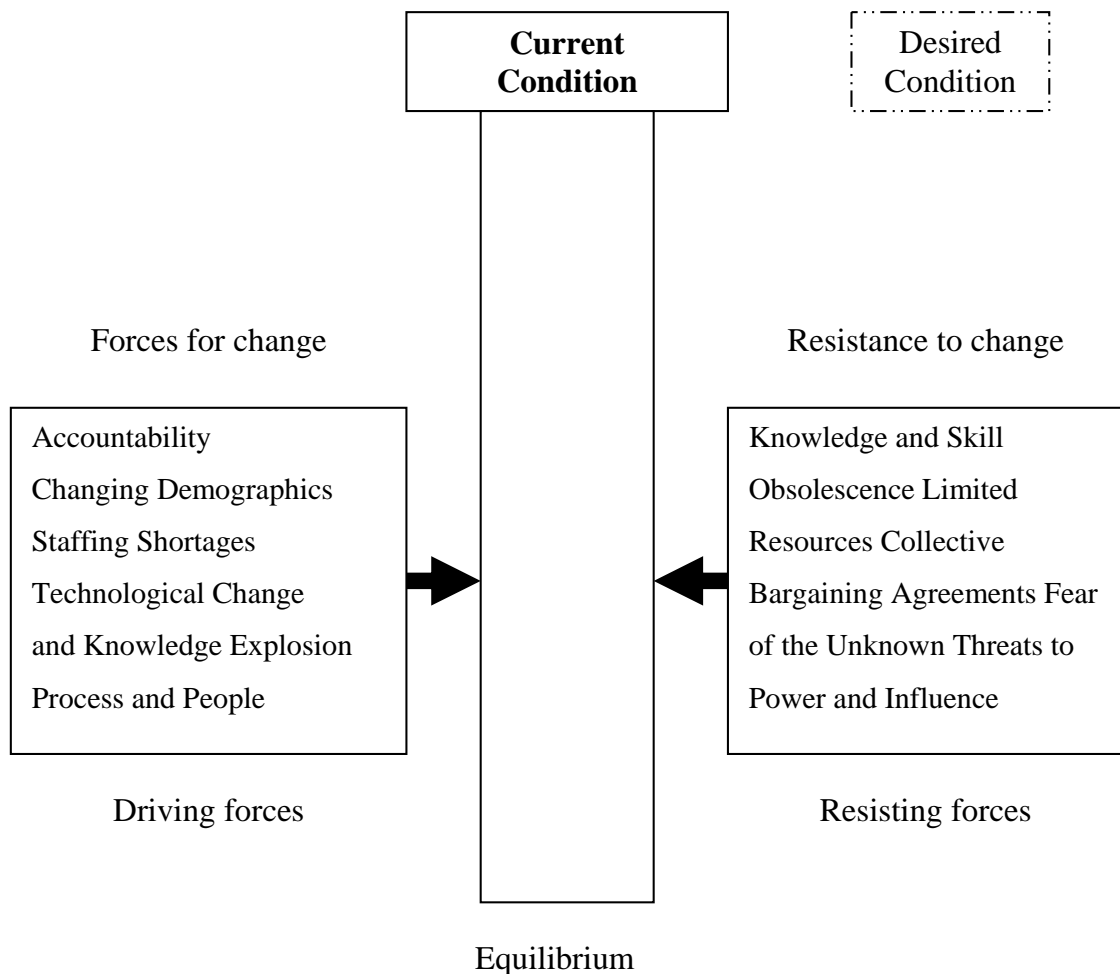 Current
Condition
Desired
Condition
Forces for change
Resistance to change
Accountability
Changing Demographics
Staffing Shortages
Technological Change
and Knowledge Explosion
Process and People
Knowledge and Skill
Obsolescence Limited
Resources Collective
Bargaining Agreements Fear
of the Unknown Threats to
Power and Influence
Driving forces
Resisting forces
Equilibrium